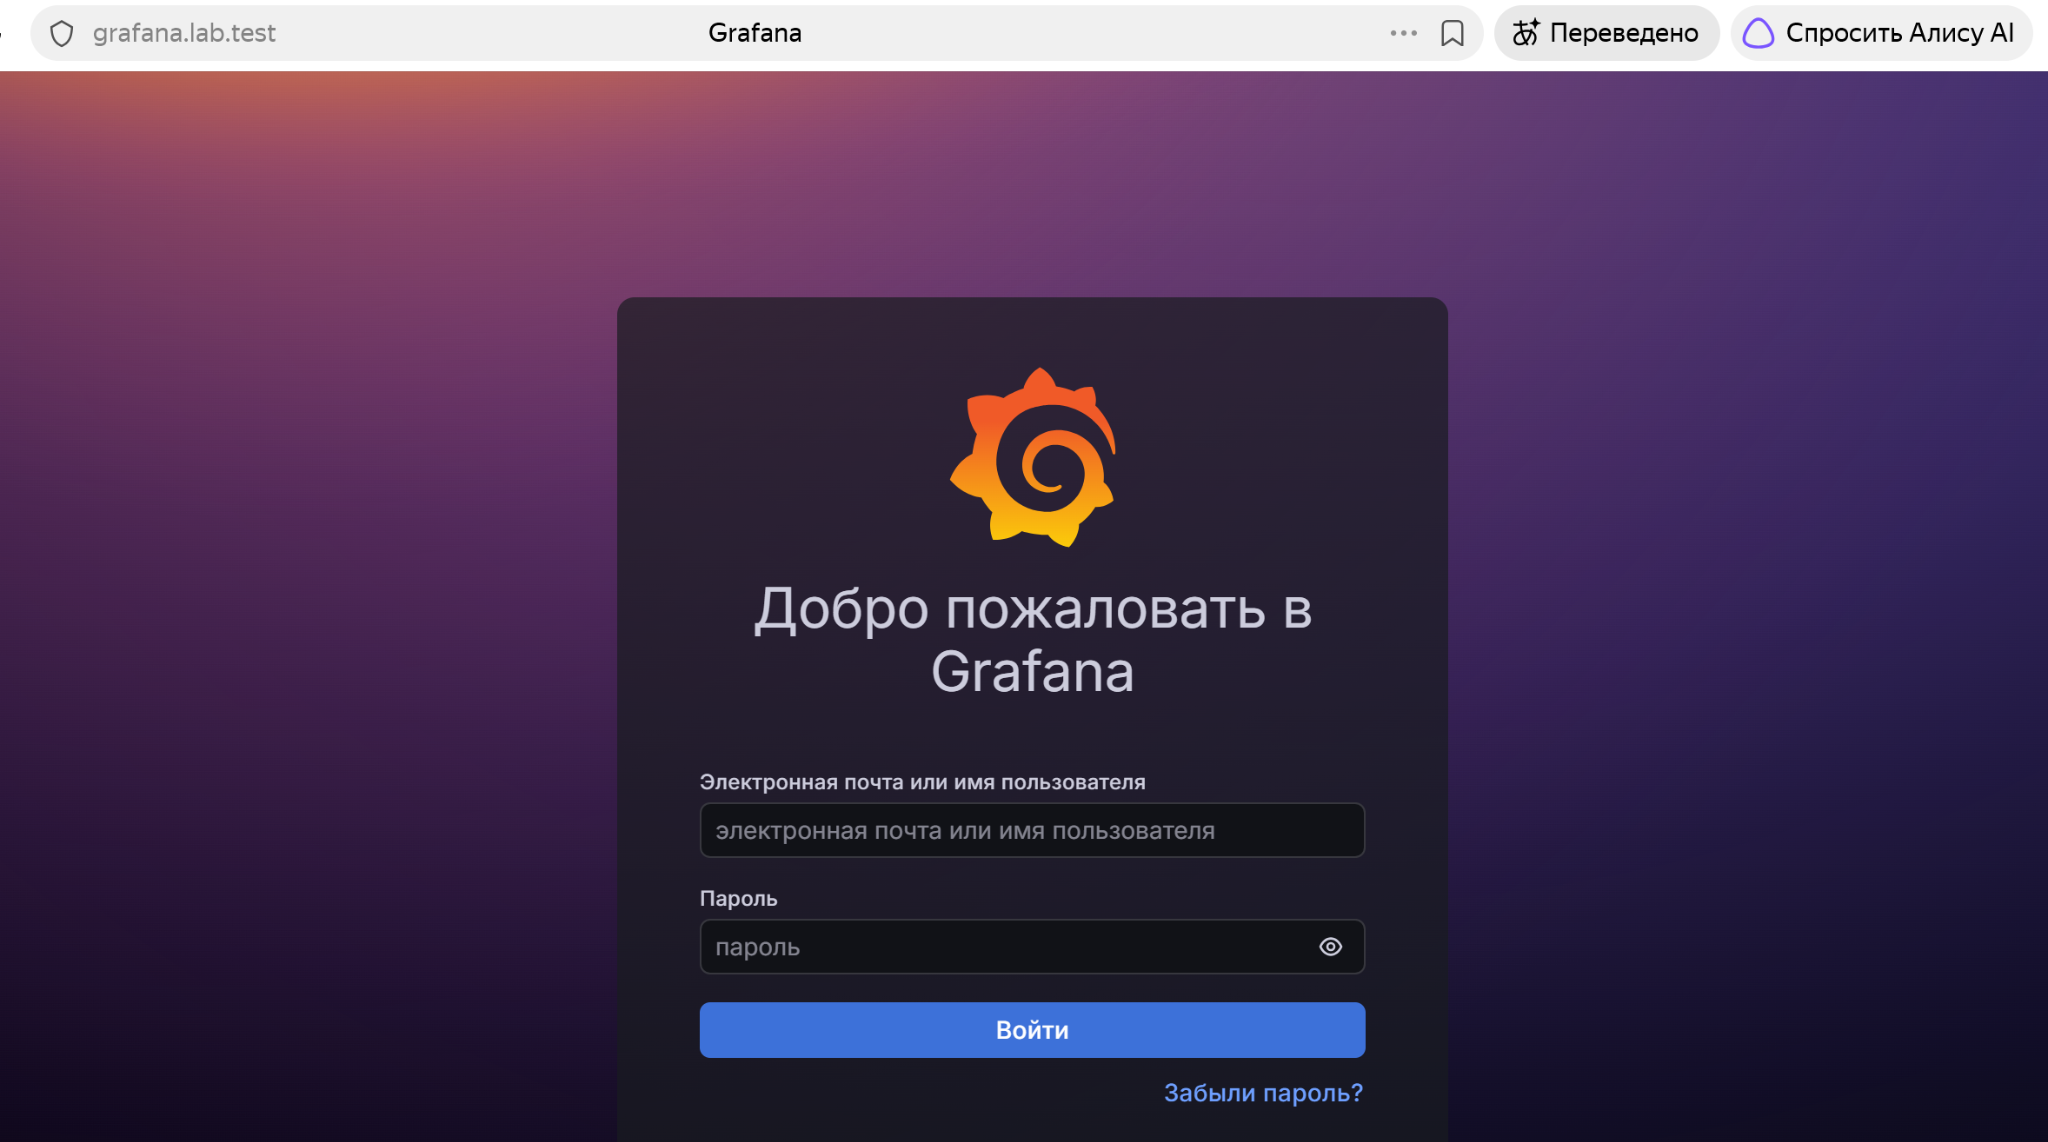 grafana.lab.test
Grafana
Переведено
Спросить Алису AI
Добро пожаловать в
Grafana
Электронная почта или имя пользователя
электронная почта или имя пользователя
Пароль
пароль
Войти
Забыли пароль?